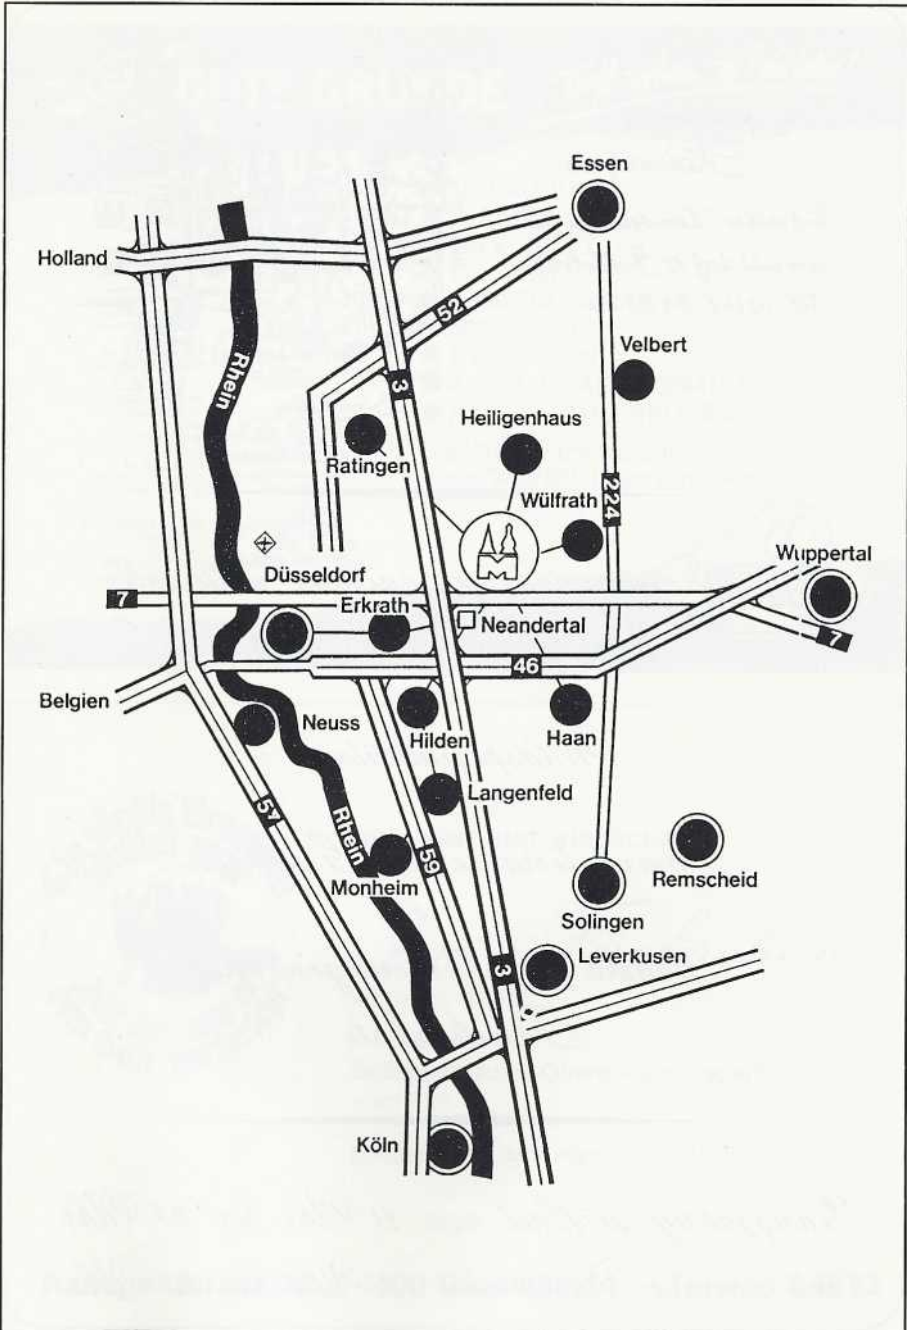 Essen
Holland
52
Velbert
Rhein
3
Heiligenhaus
Ratingen
Wülfrath
224
M
Wuppertal
Düsseldorf
7
Erkrath
Neandertal
7
46
Belgien
Neuss
Hilden
Haan
Langenfeld
Rhein
59
Monheim
Remscheid
Solingen
Leverkusen
3
Köln